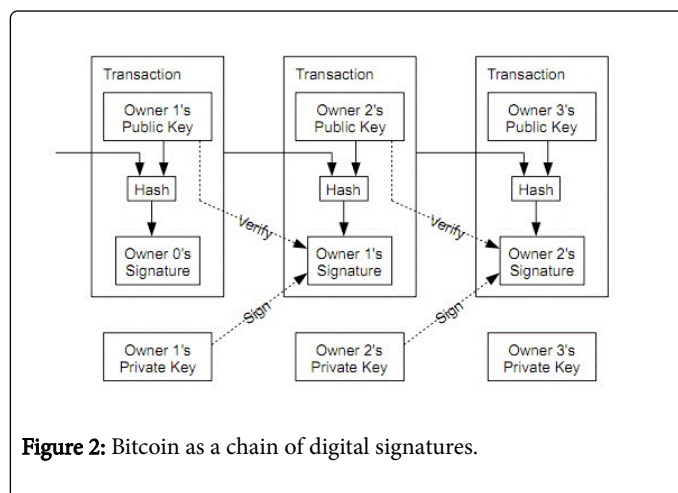 Transaction
Transaction
Transaction
Owner 1's
Public Key
Owner 2's
Public Key
Owner 3's
Public Key
Hash
Hash
Hash
Verify
Verify
Owner 0's
Signature
Owner 1's
Signature
Owner 2's
Signature
Sign
Sign
Owner 1's
Private Key
Owner 2's
Private Key
Owner 3's
Private Key
Figure 2: Bitcoin as a chain of digital signatures.